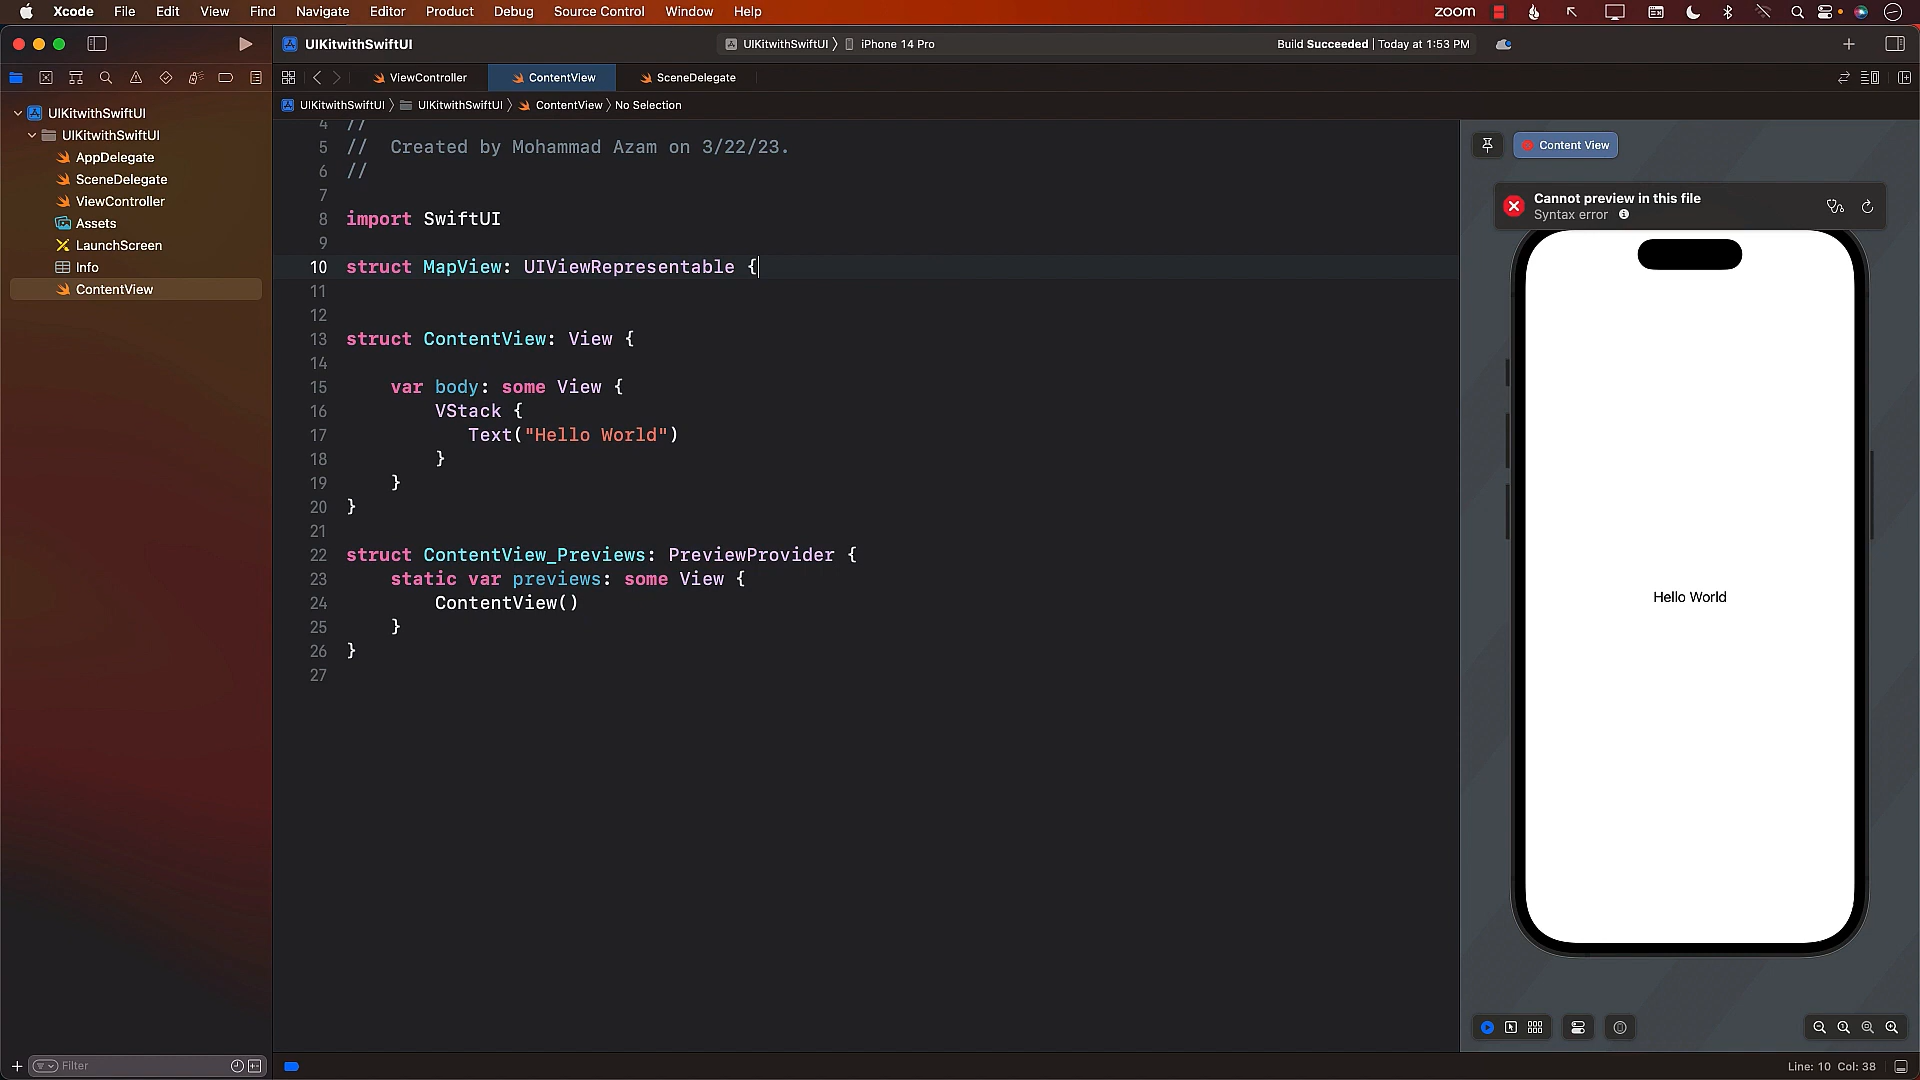 Xcode File Edit View Find Navigate Editor Product Debug Source Control Window Help zoom
UIKitwithSwiftUI
UIKitwithSwiftUI 〉 iPhone 14 Pro
Build Succeeded | Today at 1:53 PM
ViewController
ContentView
SceneDelegate
UIKitwithSwiftUI 〉 UIKitwithSwiftUI 〉 ContentView 〉 No Selection
UIKitwithSwiftUI
UIKitwithSwiftUI
AppDelegate
SceneDelegate
ViewController
Assets
LaunchScreen
Info
ContentView
4 //
5 //  Created by Mohammad Azam on 3/22/23.
6 //
7
8 import SwiftUI
9
10 struct MapView: UIViewRepresentable {
11
12
13 struct ContentView: View {
14
15     var body: some View {
16         VStack {
17            Text("Hello World")
18         }
19     }
20 }
21
22 struct ContentView_Previews: PreviewProvider {
23     static var previews: some View {
24         ContentView()
25     }
26 }
27
Content View
Cannot preview in this file
Syntax error
Hello World
Filter
Line: 10 Col: 38